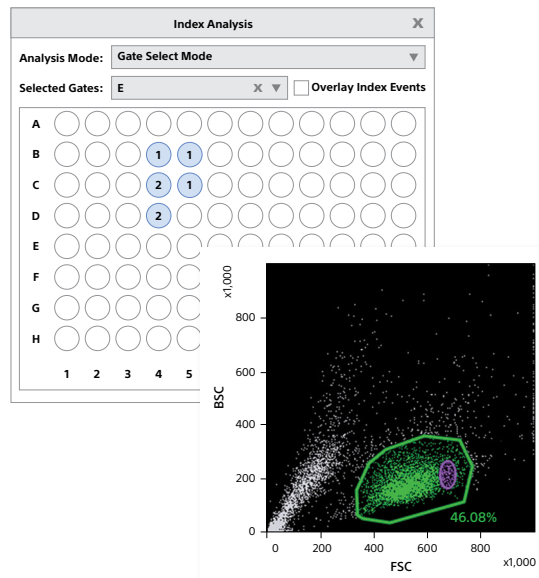 Index Analysis X
Analysis Mode: Gate Select Mode
Selected Gates: E X Overlay Index Events
A
B 1 1
C 2 1
D 2
E
F
G
H
1 2 3 4 5
x1,000
800
600
400
200
0
BSC
46.08%
0 200 400 600 800
x1,000
FSC